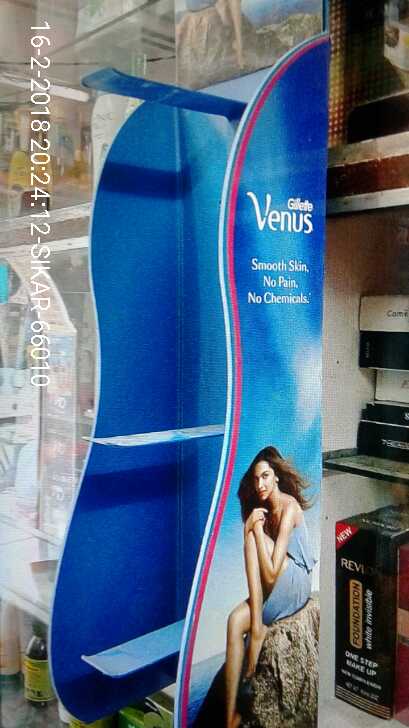 16-2-2018 20:24:12-SIKAR-66010
Gillette
Venus
Smooth Skin,
No Pain,
No Chemicals.*
NEW
FOUNDATION
white invisible
ONE STEP
MAKE UP